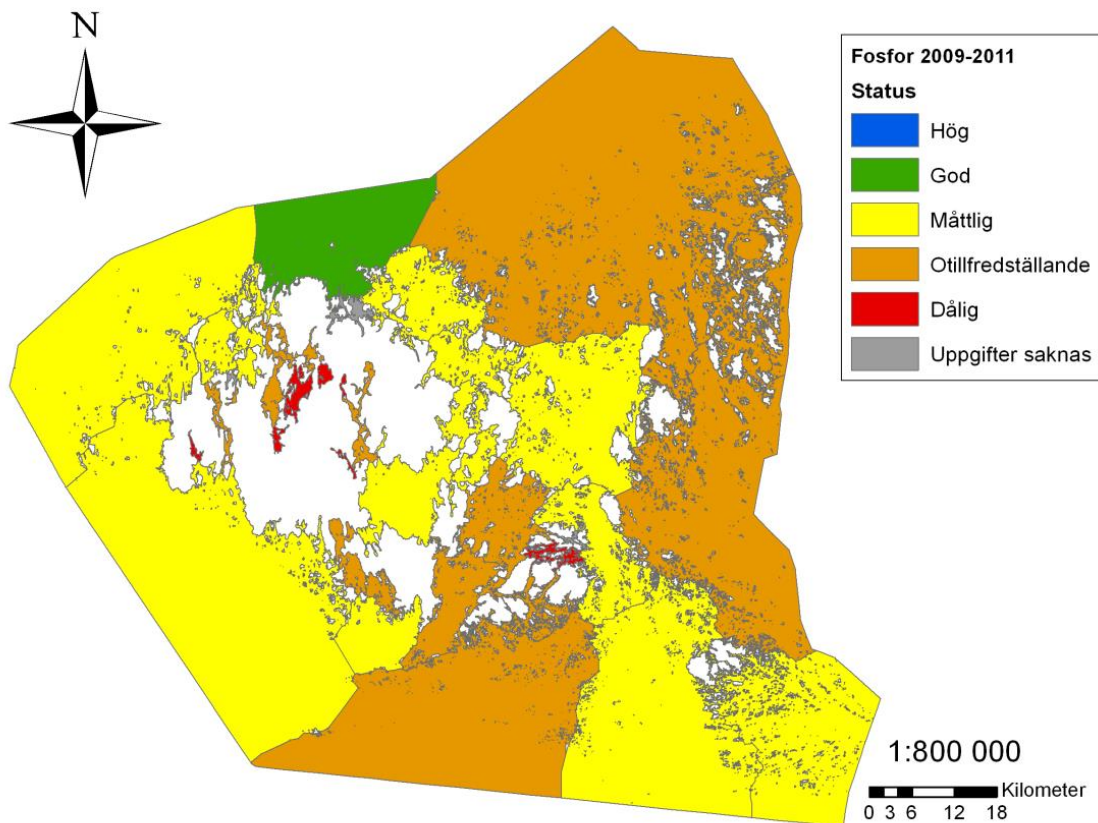 N
Fosfor 2009-2011
Status
Hög
God
Måttlig
Otillfredställande
Dålig
Uppgifter saknas
1:800 000
Kilometer
0 3 6 12 18